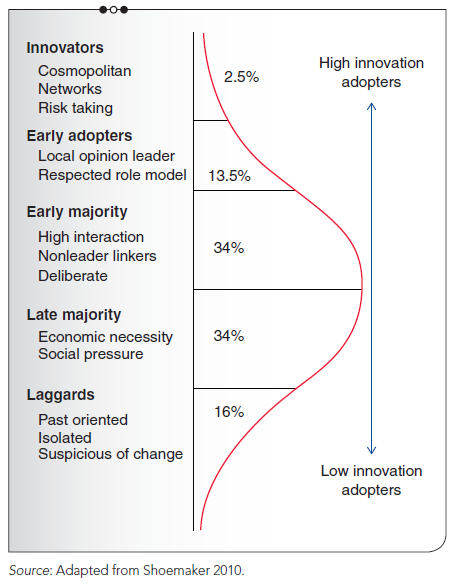 Innovators
Cosmopolitan
Networks
Risk taking
2.5%
High innovation
adopters
Early adopters
Local opinion leader
Respected role model
13.5%
Early majority
High interaction
Nonleader linkers
Deliberate
34%
Late majority
Economic necessity
Social pressure
34%
Laggards
Past oriented
Isolated
Suspicious of change
16%
Low innovation
adopters
Source: Adapted from Shoemaker 2010.